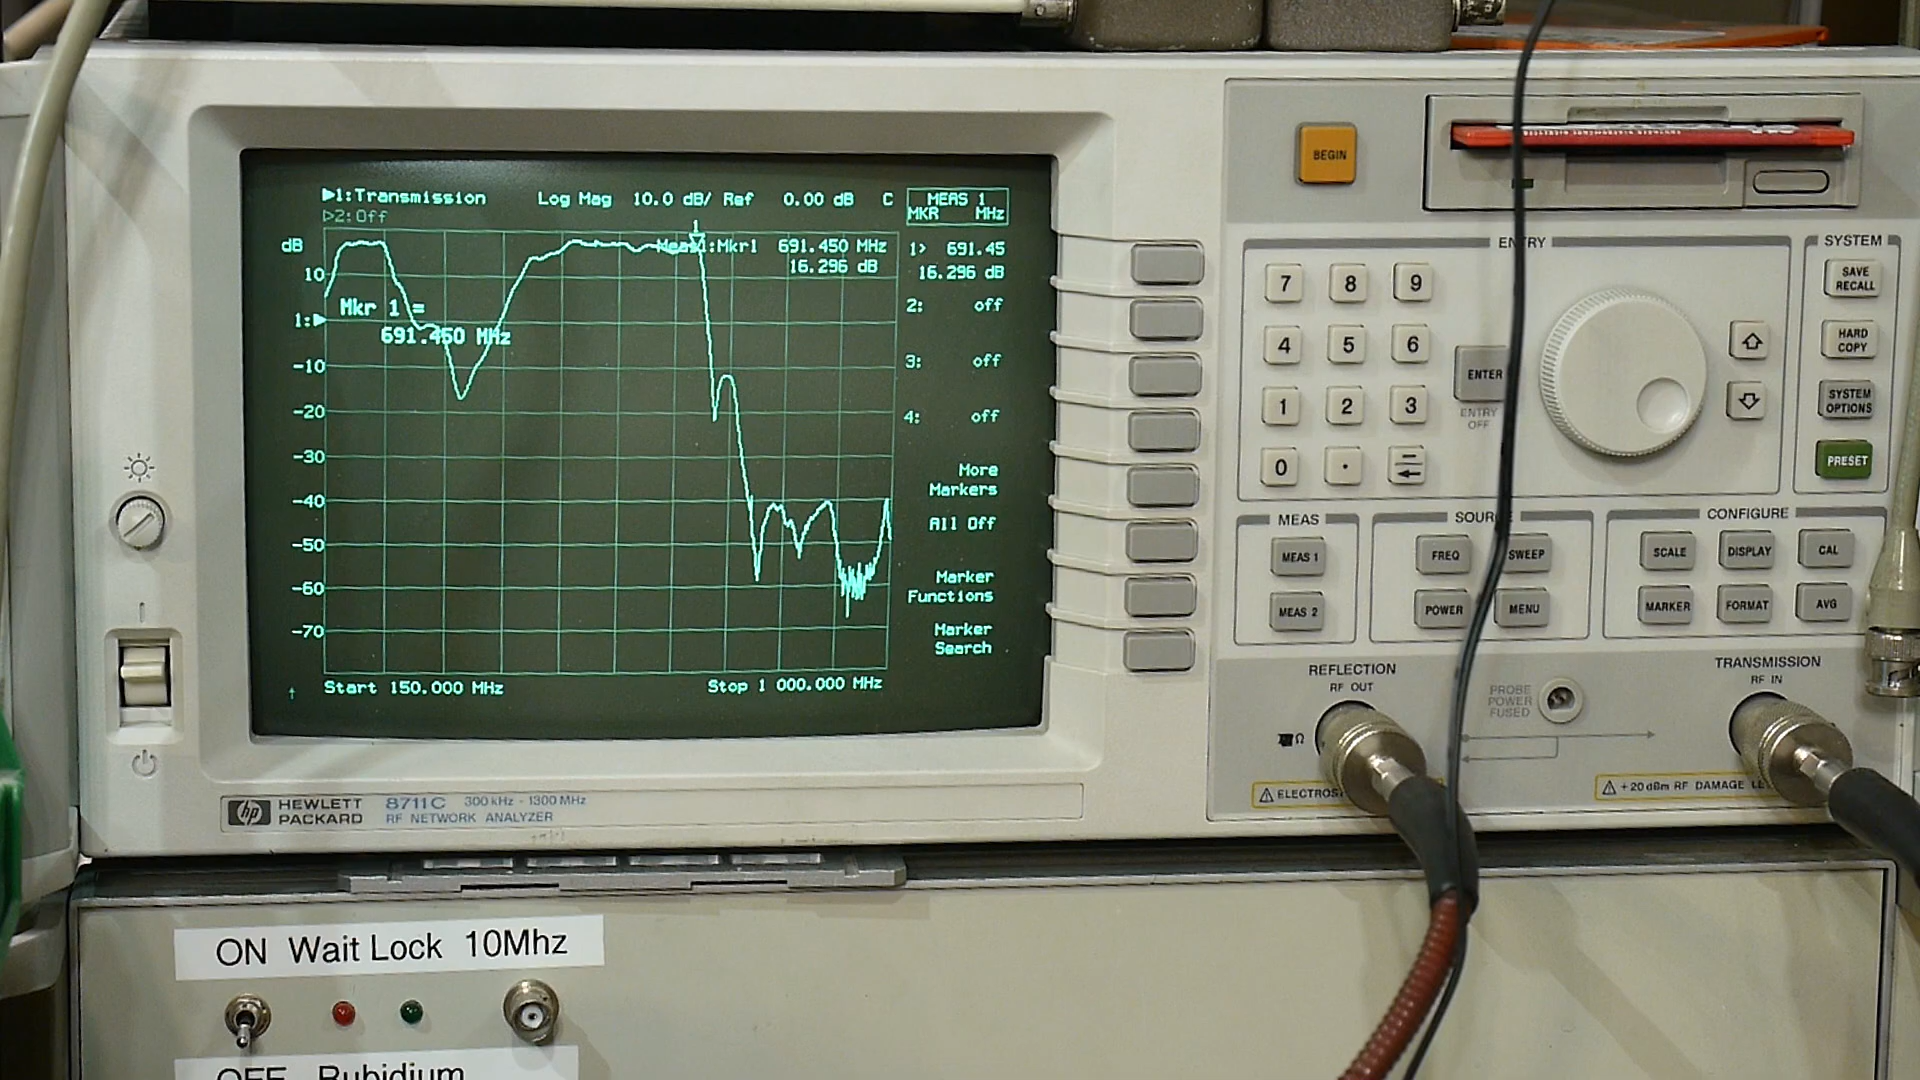 ▶1:Transmission Log Mag 10.0 dB/ Ref 0.00 dB C
▷2:Off
MEAS 1
MKR MHz
dB
Meas1:Mkr1 691.450 MHz
16.296 dB
1> 691.45
16.296 dB
10
Mkr 1 =
691.450 MHz
1:▶
2: off
-10
3: off
-20
4: off
-30
More
Markers
-40
All Off
-50
Marker
Functions
-60
-70
Marker
Search
Start 150.000 MHz Stop 1 000.000 MHz
hp HEWLETT PACKARD
8711C 300 kHz - 1300 MHz
RF NETWORK ANALYZER
BEGIN
ENTRY
7 8 9
4 5 6
1 2 3
0 . −
ENTER
ENTRY
OFF
SYSTEM
SAVE
RECALL
HARD
COPY
SYSTEM
OPTIONS
PRESET
MEAS
MEAS 1
MEAS 2
SOURC
FREQ SWEEP
POWER MENU
CONFIGURE
SCALE DISPLAY CAL
MARKER FORMAT AVG
REFLECTION
RF OUT
Ω
PROBE
POWER
FUSED
TRANSMISSION
RF IN
ELECTROS
+20 dBm RF DAMAGE LE
ON Wait Lock 10Mhz
OFF Rubidium